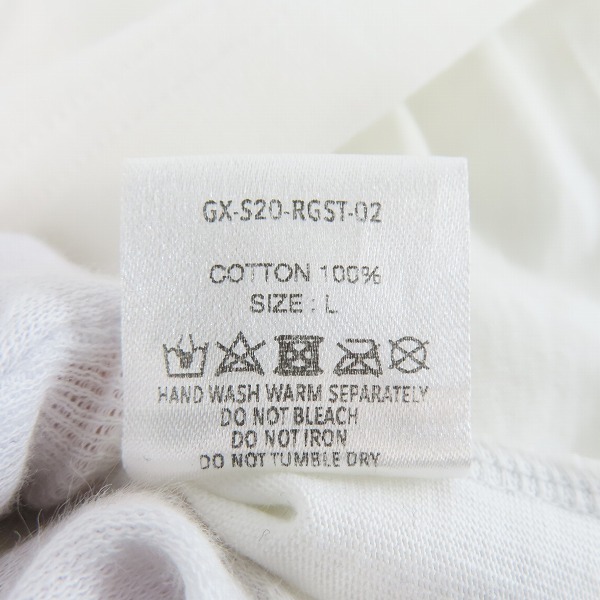 GX-S20-RGST-02
COTTON 100%
SIZE : L
HAND WASH WARM SEPARATELY
DO NOT BLEACH
DO NOT IRON
DO NOT TUMBLE DRY